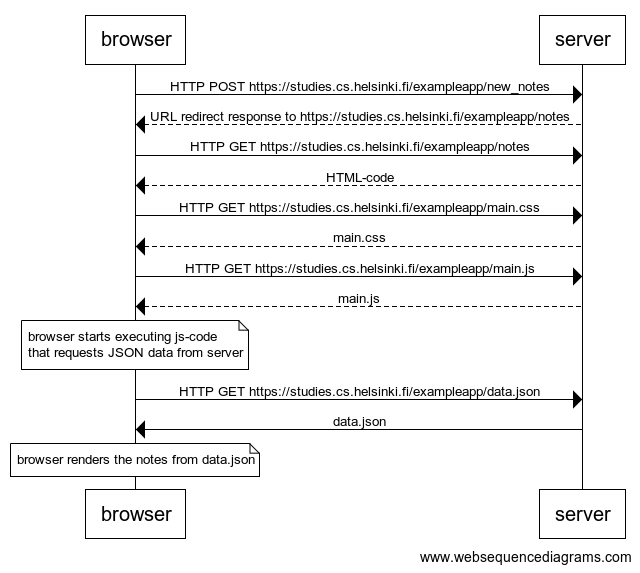 browser
server
HTTP POST https://studies.cs.helsinki.fi/exampleapp/new_notes
URL redirect response to https://studies.cs.helsinki.fi/exampleapp/notes
HTTP GET https://studies.cs.helsinki.fi/exampleapp/notes
HTML-code
HTTP GET https://studies.cs.helsinki.fi/exampleapp/main.css
main.css
HTTP GET https://studies.cs.helsinki.fi/exampleapp/main.js
main.js
browser starts executing js-code
that requests JSON data from server
HTTP GET https://studies.cs.helsinki.fi/exampleapp/data.json
data.json
browser renders the notes from data.json
browser
server
www.websequencediagrams.com